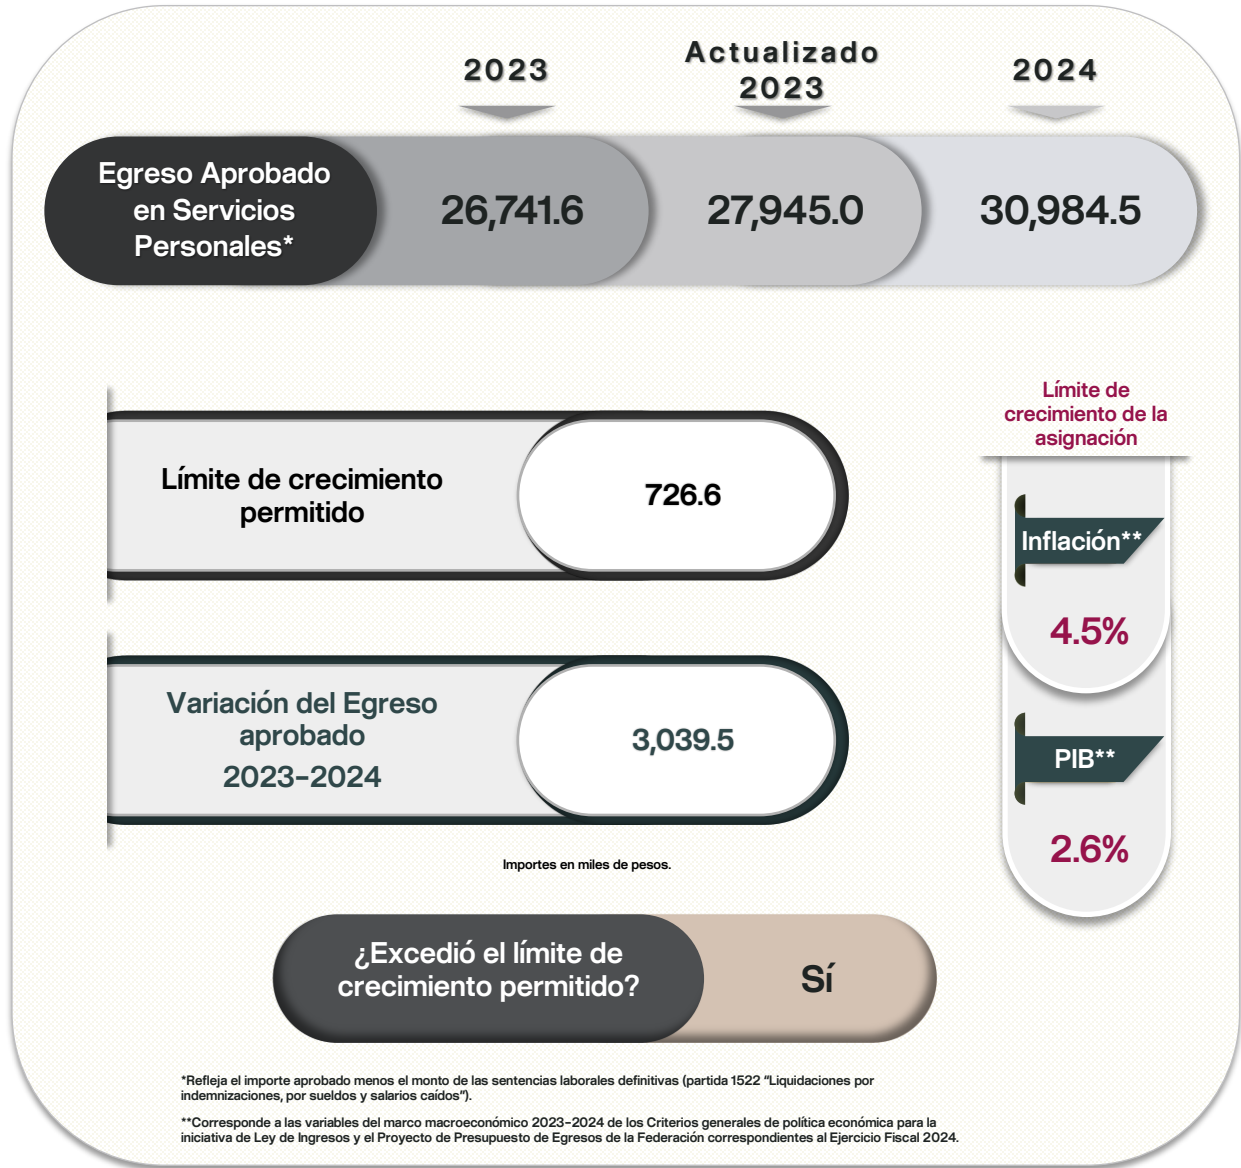 2023
Actualizado
2023
2024
Egreso Aprobado
en Servicios
Personales*
26,741.6
27,945.0
30,984.5
Límite de crecimiento
permitido
726.6
Variación del Egreso
aprobado
2023-2024
3,039.5
Importes en miles de pesos.
Límite de
crecimiento de la
asignación
Inflación**
4.5%
PIB**
2.6%
¿Excedió el límite de
crecimiento permitido?
Sí
*Refleja el importe aprobado menos el monto de las sentencias laborales definitivas (partida 1522 "Liquidaciones por
indemnizaciones, por sueldos y salarios caídos").
**Corresponde a las variables del marco macroeconómico 2023-2024 de los Criterios generales de política económica para la
iniciativa de Ley de Ingresos y el Proyecto de Presupuesto de Egresos de la Federación correspondientes al Ejercicio Fiscal 2024.